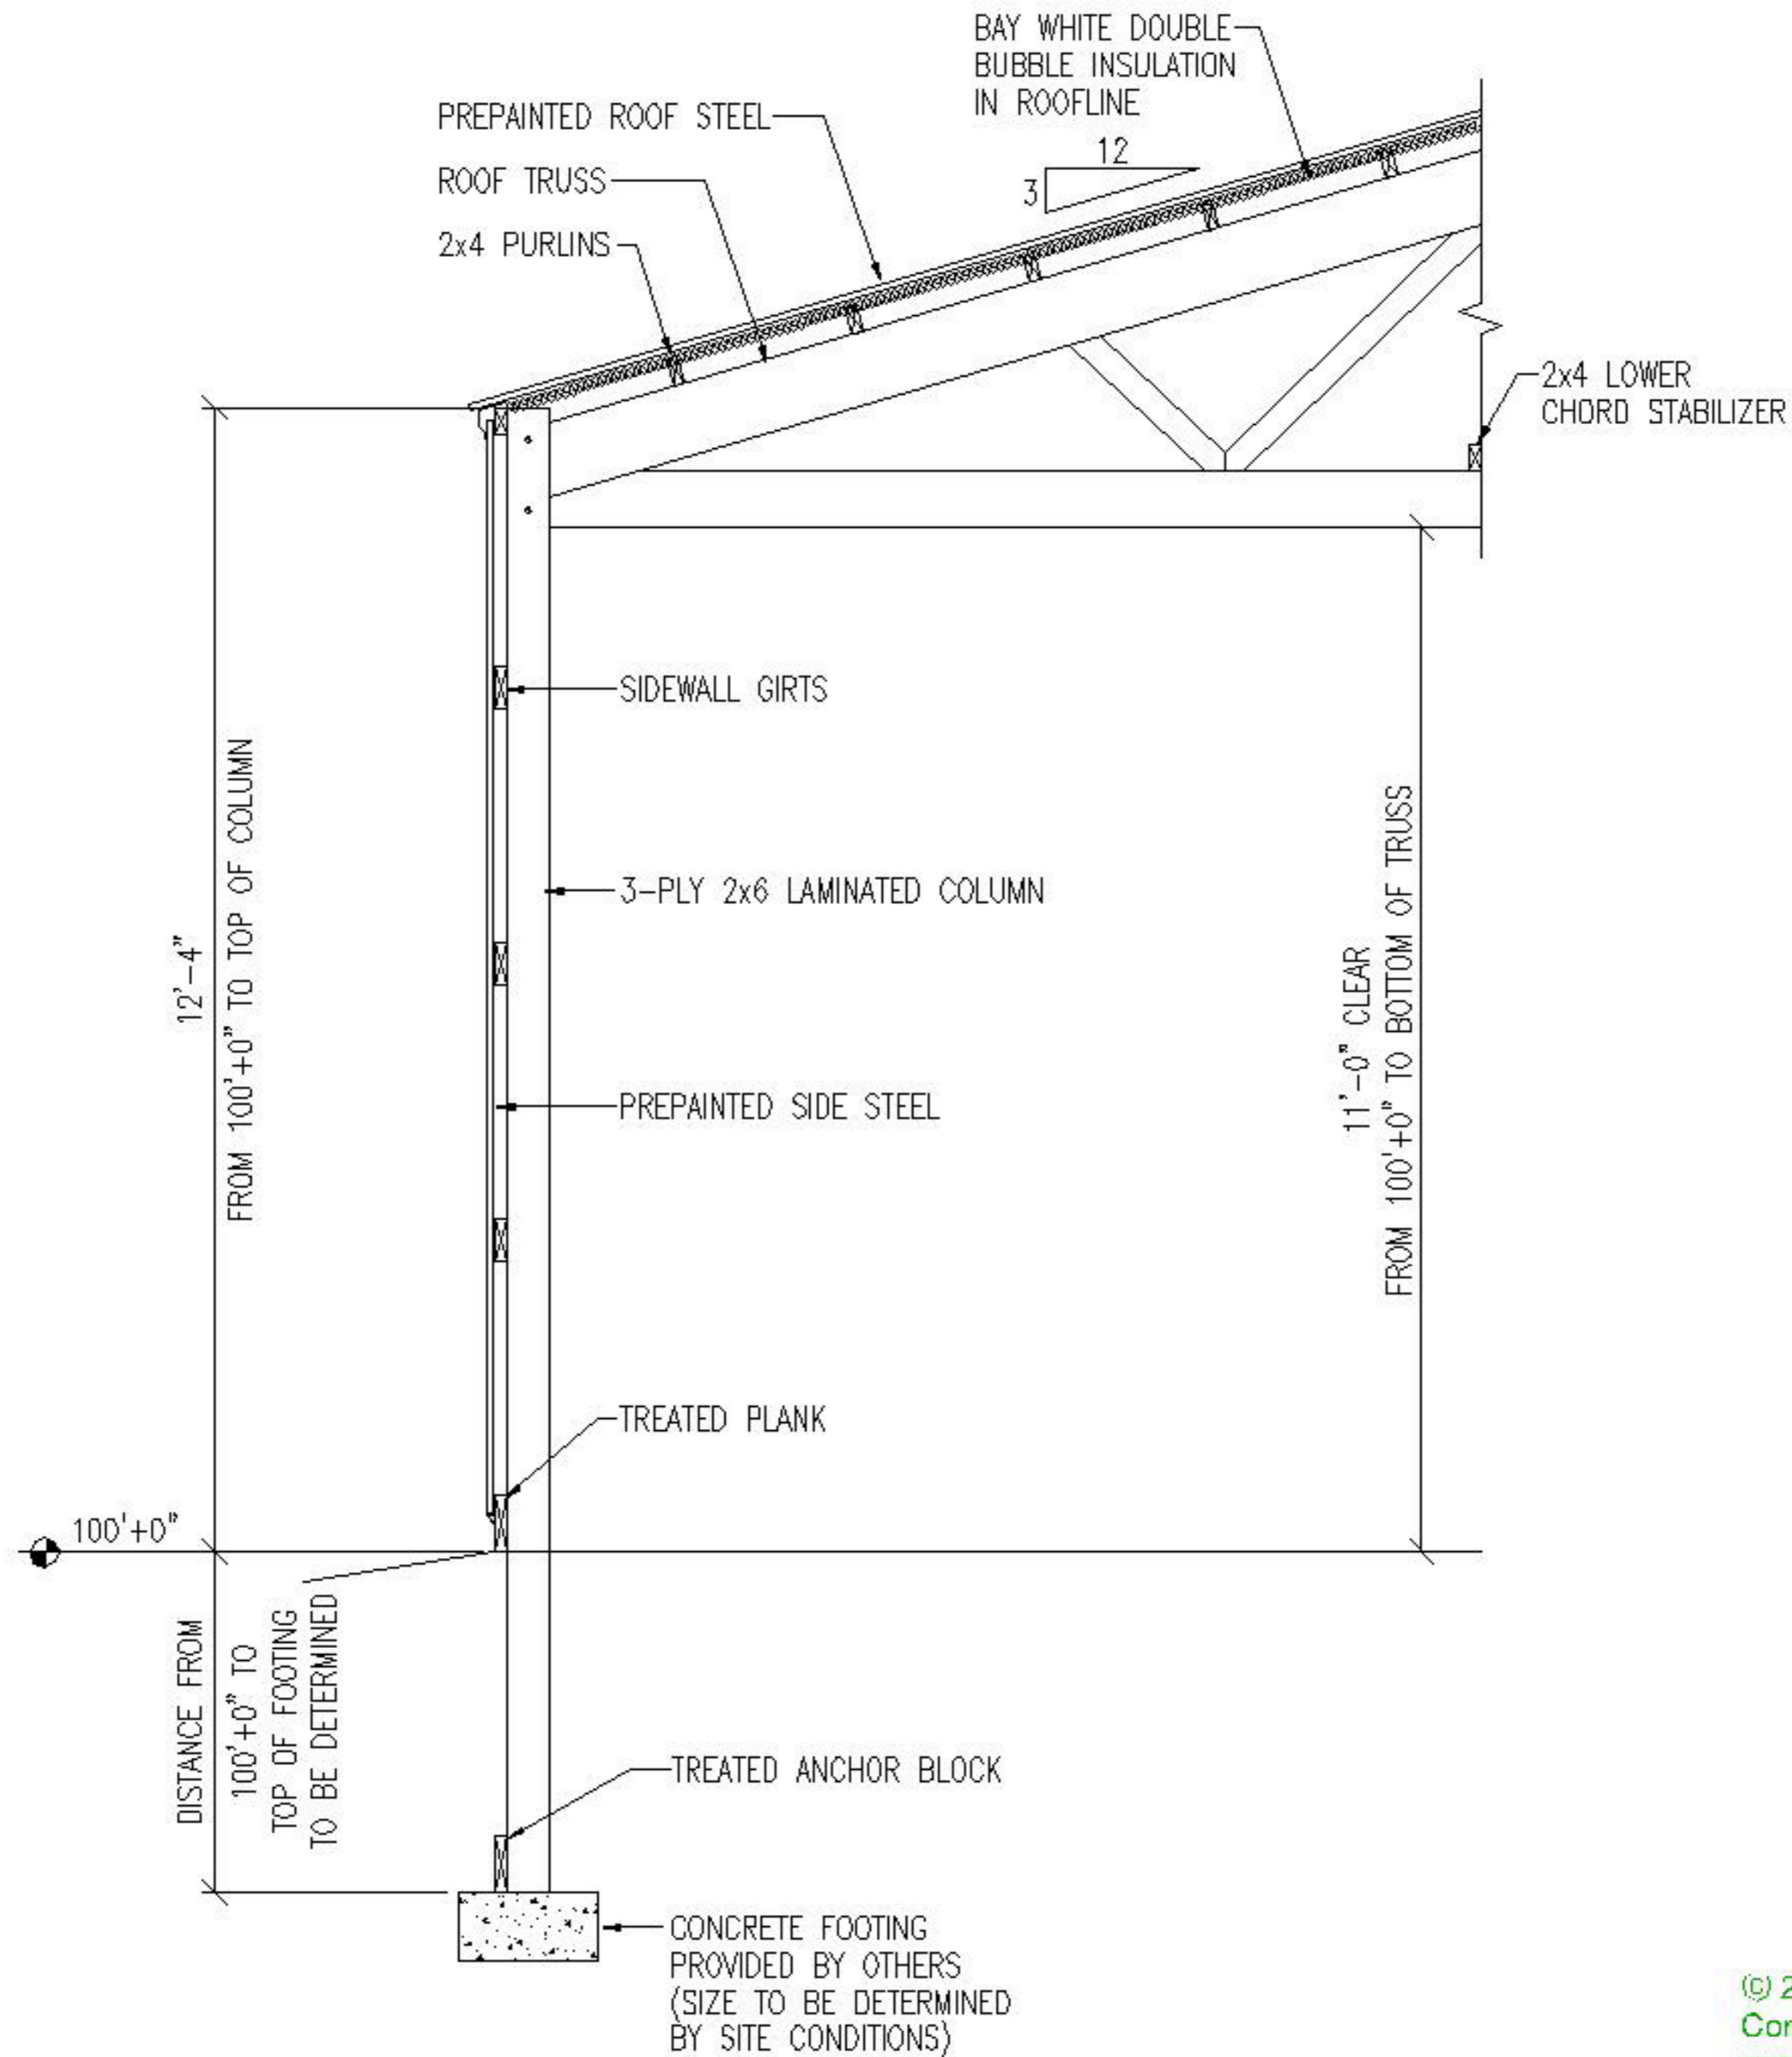 BAY WHITE DOUBLE
BUBBLE INSULATION
IN ROOFLINE
PREPAINTED ROOF STEEL
12
3
ROOF TRUSS
2x4 PURLINS
2x4 LOWER
CHORD STABILIZER
SIDEWALL GIRTS
12'-4"
FROM 100'+0" TO TOP OF COLUMN
3-PLY 2x6 LAMINATED COLUMN
11'-0" CLEAR
FROM 100'+0" TO BOTTOM OF TRUSS
PREPAINTED SIDE STEEL
TREATED PLANK
100'+0"
DISTANCE FROM
100'+0" TO
TOP OF FOOTING
TO BE DETERMINED
TREATED ANCHOR BLOCK
CONCRETE FOOTING
PROVIDED BY OTHERS
(SIZE TO BE DETERMINED
BY SITE CONDITIONS)
©